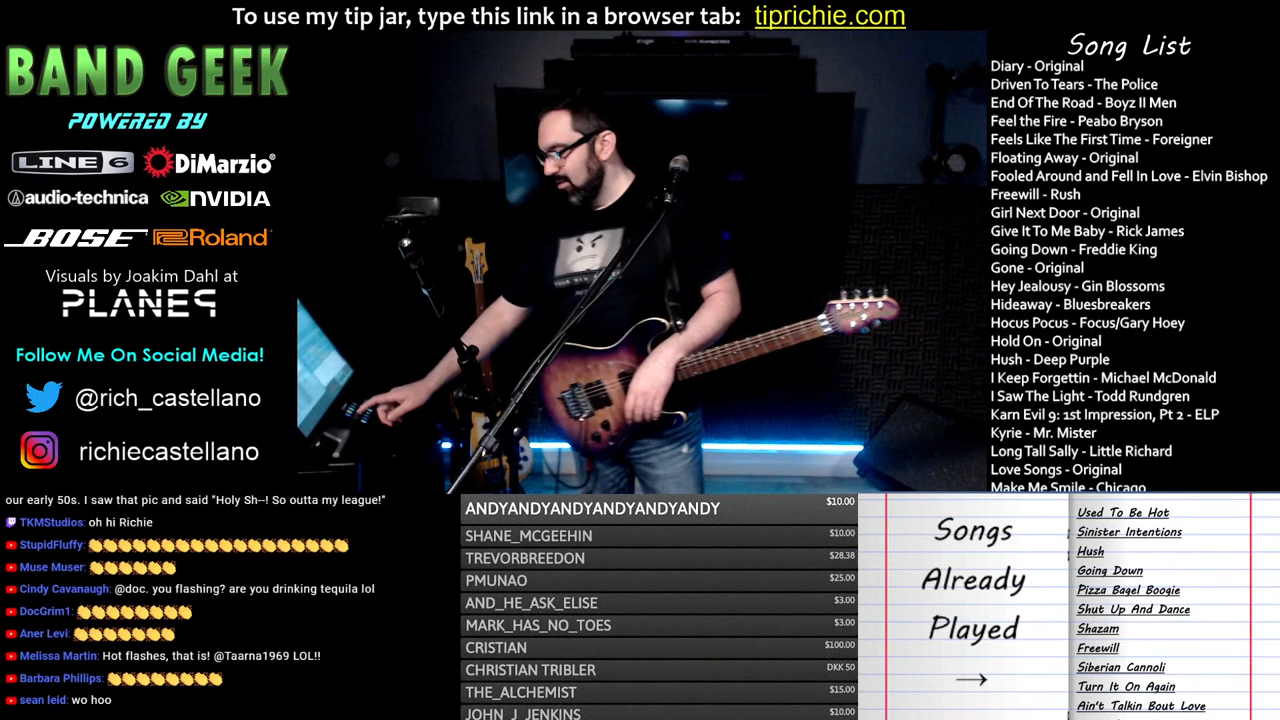 To use my tip jar, type this link in a browser tab: tiprichie.com
BAND GEEK
POWERED BY
LINE 6 DiMarzio
audio-technica NVIDIA
BOSE Roland
Visuals by Joakim Dahl at
PLANE9
Follow Me On Social Media!
@rich_castellano
richiecastellano
our early 50s. I saw that pic and said "Holy Sh--! So outta my league!"
TKMStudios: oh hi Richie
StupidFluffy: 👏👏👏👏👏👏👏👏👏👏👏👏👏👏👏👏👏👏
Muse Muser: 👏👏👏👏👏👏
Cindy Cavanaugh: @doc. you flashing? are you drinking tequila lol
DocGrim1: 👏👏👏👏👏👏👏👏
Aner Levi: 👏👏👏👏👏👏👏
Melissa Martin: Hot flashes, that is! @Taarna1969 LOL!!
Barbara Phillips: 👏👏👏👏👏👏👏👏
sean leid: wo hoo
ANDYANDYANDYANDYANDYANDY $10.00
SHANE_MCGEEHIN $10.00
TREVORBREEDON $28.38
PMUNAO $25.00
AND_HE_ASK_ELISE $3.00
MARK_HAS_NO_TOES $3.00
CRISTIAN $100.00
CHRISTIAN TRIBLER DKK 50
THE_ALCHEMIST $15.00
JOHN_J_JENKINS $10.00
Song List
Diary - Original
Driven To Tears - The Police
End Of The Road - Boyz II Men
Feel the Fire - Peabo Bryson
Feels Like The First Time - Foreigner
Floating Away - Original
Fooled Around and Fell In Love - Elvin Bishop
Freewill - Rush
Girl Next Door - Original
Give It To Me Baby - Rick James
Going Down - Freddie King
Gone - Original
Hey Jealousy - Gin Blossoms
Hideaway - Bluesbreakers
Hocus Pocus - Focus/Gary Hoey
Hold On - Original
Hush - Deep Purple
I Keep Forgettin - Michael McDonald
I Saw The Light - Todd Rundgren
Karn Evil 9: 1st Impression, Pt 2 - ELP
Kyrie - Mr. Mister
Long Tall Sally - Little Richard
Love Songs - Original
Make Me Smile - Chicago
Songs
Already
Played
→
Used To Be Hot
Sinister Intentions
Hush
Going Down
Pizza Bagel Boogie
Shut Up And Dance
Shazam
Freewill
Siberian Cannoli
Turn It On Again
Ain't Talkin Bout Love